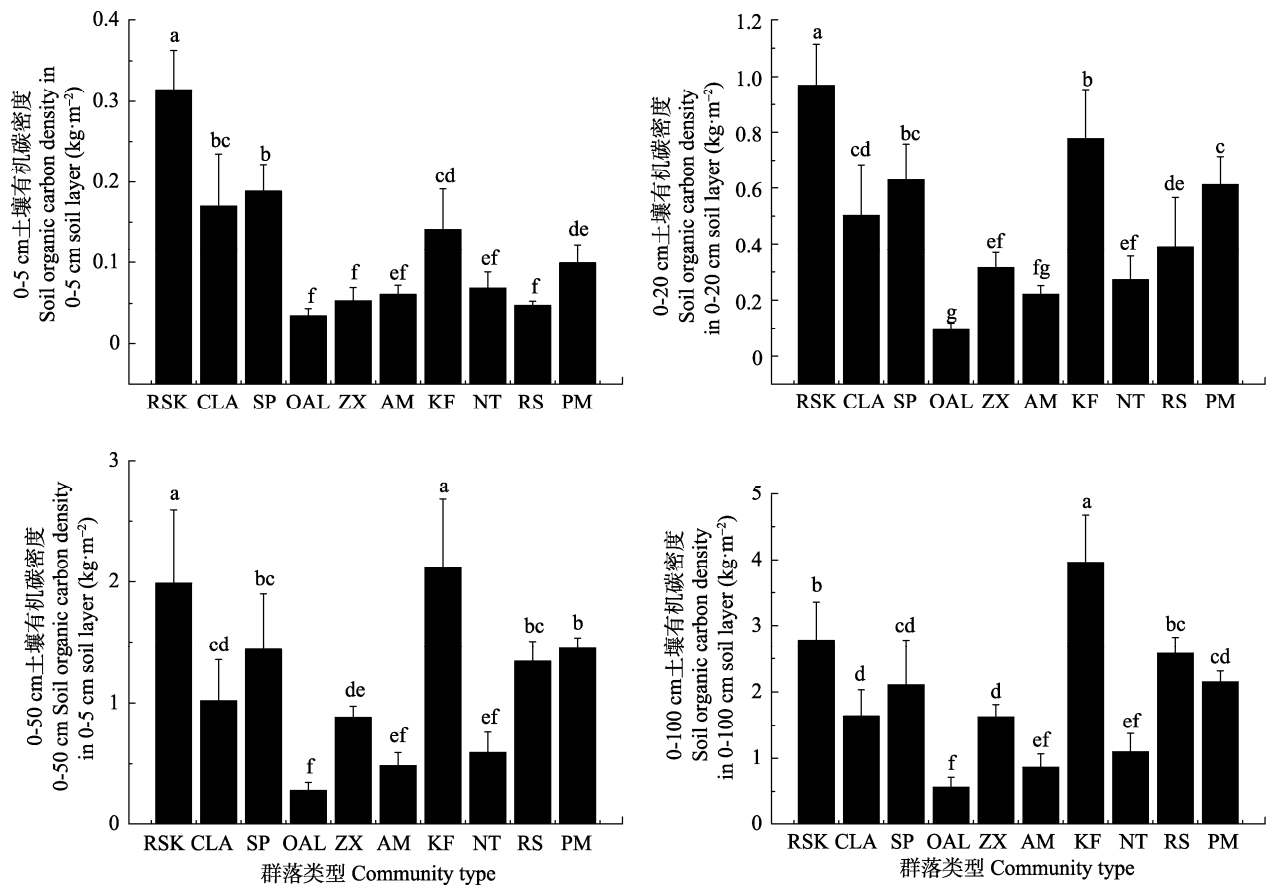 0-5 cm土壤有机碳密度
Soil organic carbon density in
0-5 cm soil layer (kg·m⁻²)
0.4
0.3
0.2
0.1
0
a
bc
b
f
f
ef
cd
ef
f
de
RSK CLA SP OAL ZX AM KF NT RS PM
0-20 cm土壤有机碳密度
Soil organic carbon density
in 0-20 cm soil layer (kg·m⁻²)
1.2
1.0
0.8
0.6
0.4
0.2
0
a
cd
bc
g
ef
fg
b
ef
de
c
RSK CLA SP OAL ZX AM KF NT RS PM
0-50 cm土壤有机碳密度
0-50 cm Soil organic carbon density
in 0-5 cm soil layer (kg·m⁻²)
3
2
1
0
a
cd
bc
f
de
ef
a
ef
bc
b
RSK CLA SP OAL ZX AM KF NT RS PM
群落类型 Community type
0-100 cm土壤有机碳密度
Soil organic carbon density
in 0-100 cm soil layer (kg·m⁻²)
5
4
3
2
1
0
b
d
cd
f
d
ef
a
ef
bc
cd
RSK CLA SP OAL ZX AM KF NT RS PM
群落类型 Community type